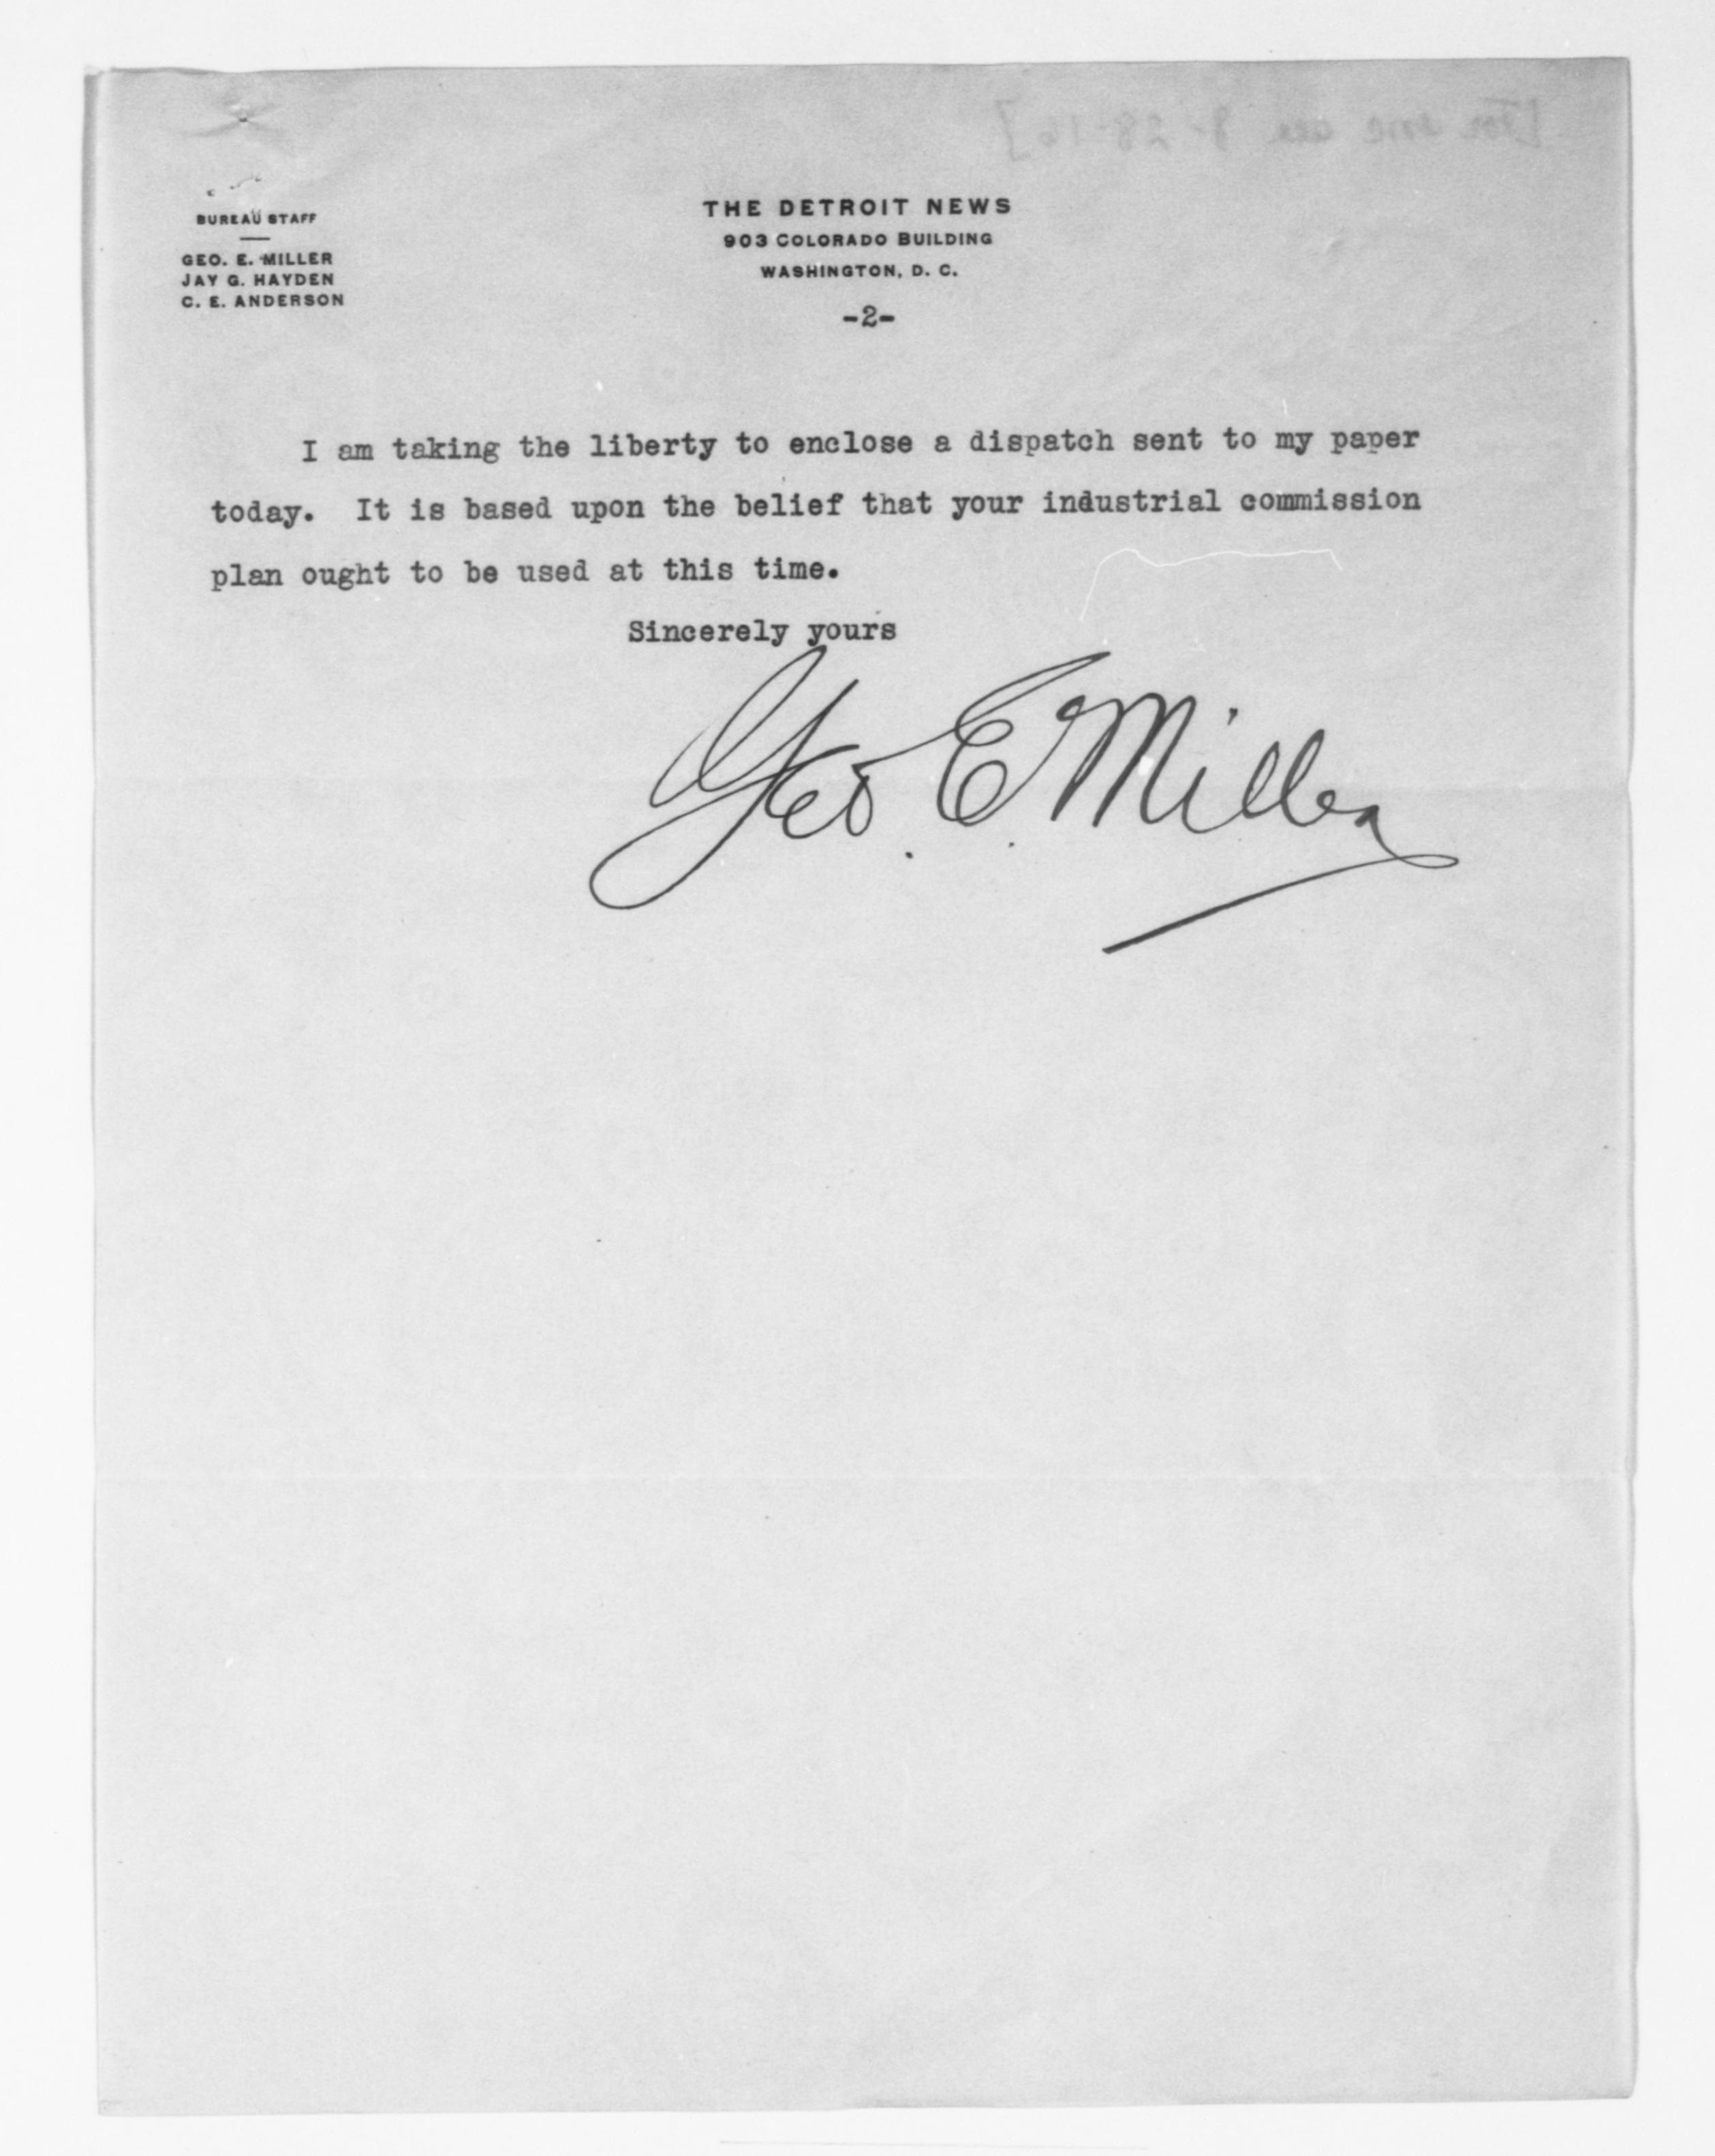 BUREAU STAFF
GEO. E. MILLER
JAY G. HAYDEN
C. E. ANDERSON
THE DETROIT NEWS
903 COLORADO BUILDING
WASHINGTON, D. C.
-2-
I am taking the liberty to enclose a dispatch sent to my paper
today. It is based upon the belief that your industrial commission
plan ought to be used at this time.
Sincerely yours
Geo. E. Miller